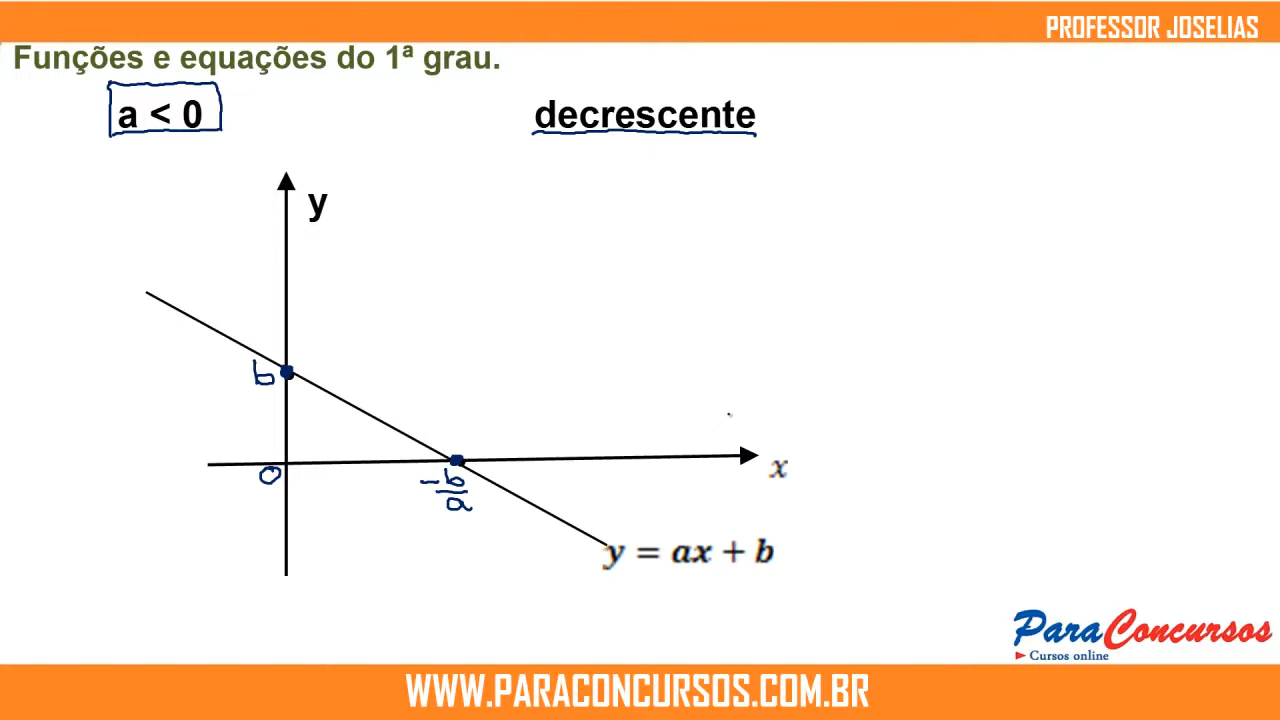 PROFESSOR JOSELIAS
Funções e equações do 1ª grau.
a < 0
decrescente
y
b
0
-b/a
x
y = ax + b
ParaConcursos
Cursos online
WWW.PARACONCURSOS.COM.BR